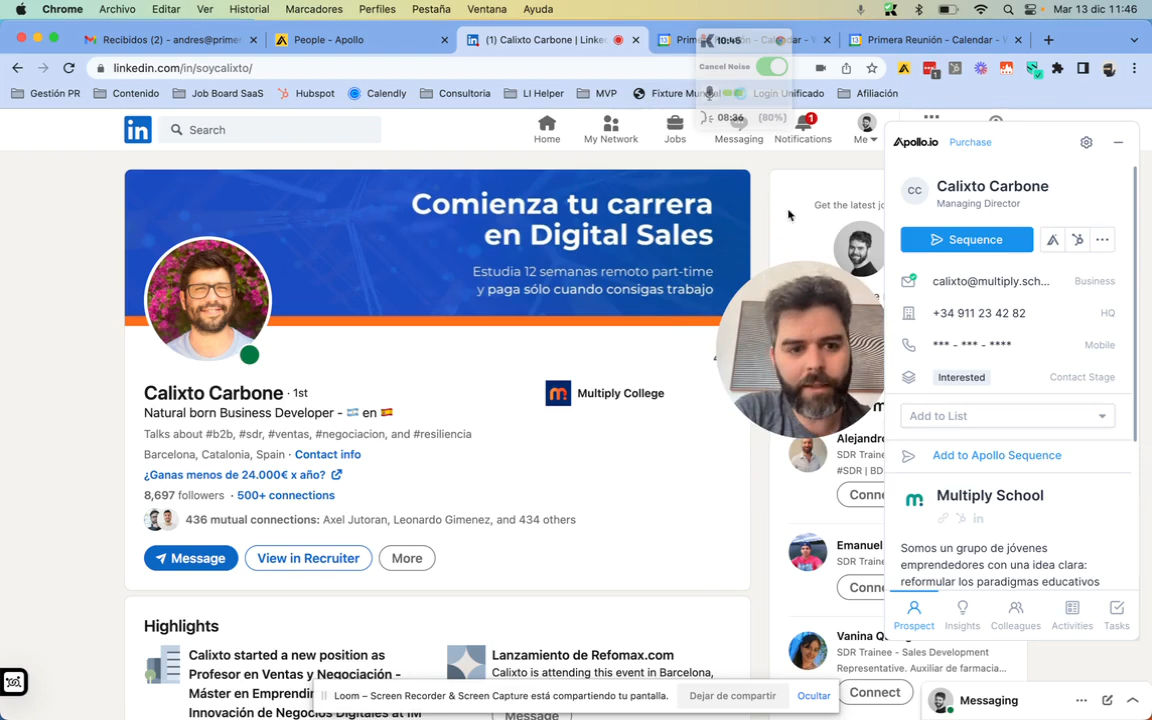 Chrome Archivo Editar Ver Historial Marcadores Perfiles Pestaña Ventana Ayuda
Mar 13 dic 11:46
Recibidos (2) - andres@prime
People - Apollo
(1) Calixto Carbone | Linke
10:45
Calendar - W
Primera Reunión - Calendar - W
linkedin.com/in/soycalixto/
Cancel Noise
1
Gestión PR
Contenido
Job Board SaaS
Hubspot
Calendly
Consultoria
LI Helper
MVP
Fixture
Login Unificado
Afiliación
08:36 (80%)
Search
Home
My Network
Jobs
Messaging
1
Notifications
Me
Apollo.io Purchase
Comienza tu carrera
en Digital Sales
Estudia 12 semanas remoto part-time
y paga sólo cuando consigas trabajo
Get the latest jo
CC
Calixto Carbone
Managing Director
Sequence
calixto@multiply.sch... Business
+34 911 23 42 82 HQ
*** - *** - **** Mobile
Interested Contact Stage
Add to List
Add to Apollo Sequence
Multiply School
in
Somos un grupo de jóvenes
emprendedores con una idea clara:
reformular los paradigmas educativos
Prospect
Insights
Colleagues
Activities
Tasks
Calixto Carbone · 1st
Natural born Business Developer - 🇦🇷 en 🇪🇸
Talks about #b2b, #sdr, #ventas, #negociacion, and #resiliencia
Barcelona, Catalonia, Spain · Contact info
¿Ganas menos de 24.000€ x año?
8,697 followers · 500+ connections
436 mutual connections: Axel Jutoran, Leonardo Gimenez, and 434 others
m.
Multiply College
Message
View in Recruiter
More
Alejandr
SDR Trainee
#SDR | BD
Conne
Emanuel
SDR Traine
Conne
Vanina Q
SDR Trainee - Sales Development
Representative. Auxiliar de farmacia...
Connect
Highlights
Calixto started a new position as
Profesor en Ventas y Negociación -
Máster en Emprendi
Innovación de Negocios Digitales at IM
Lanzamiento de Refomax.com
Calixto is attending this event in Barcelona,
Message
Loom – Screen Recorder & Screen Capture está compartiendo tu pantalla.
Dejar de compartir
Ocultar
Messaging